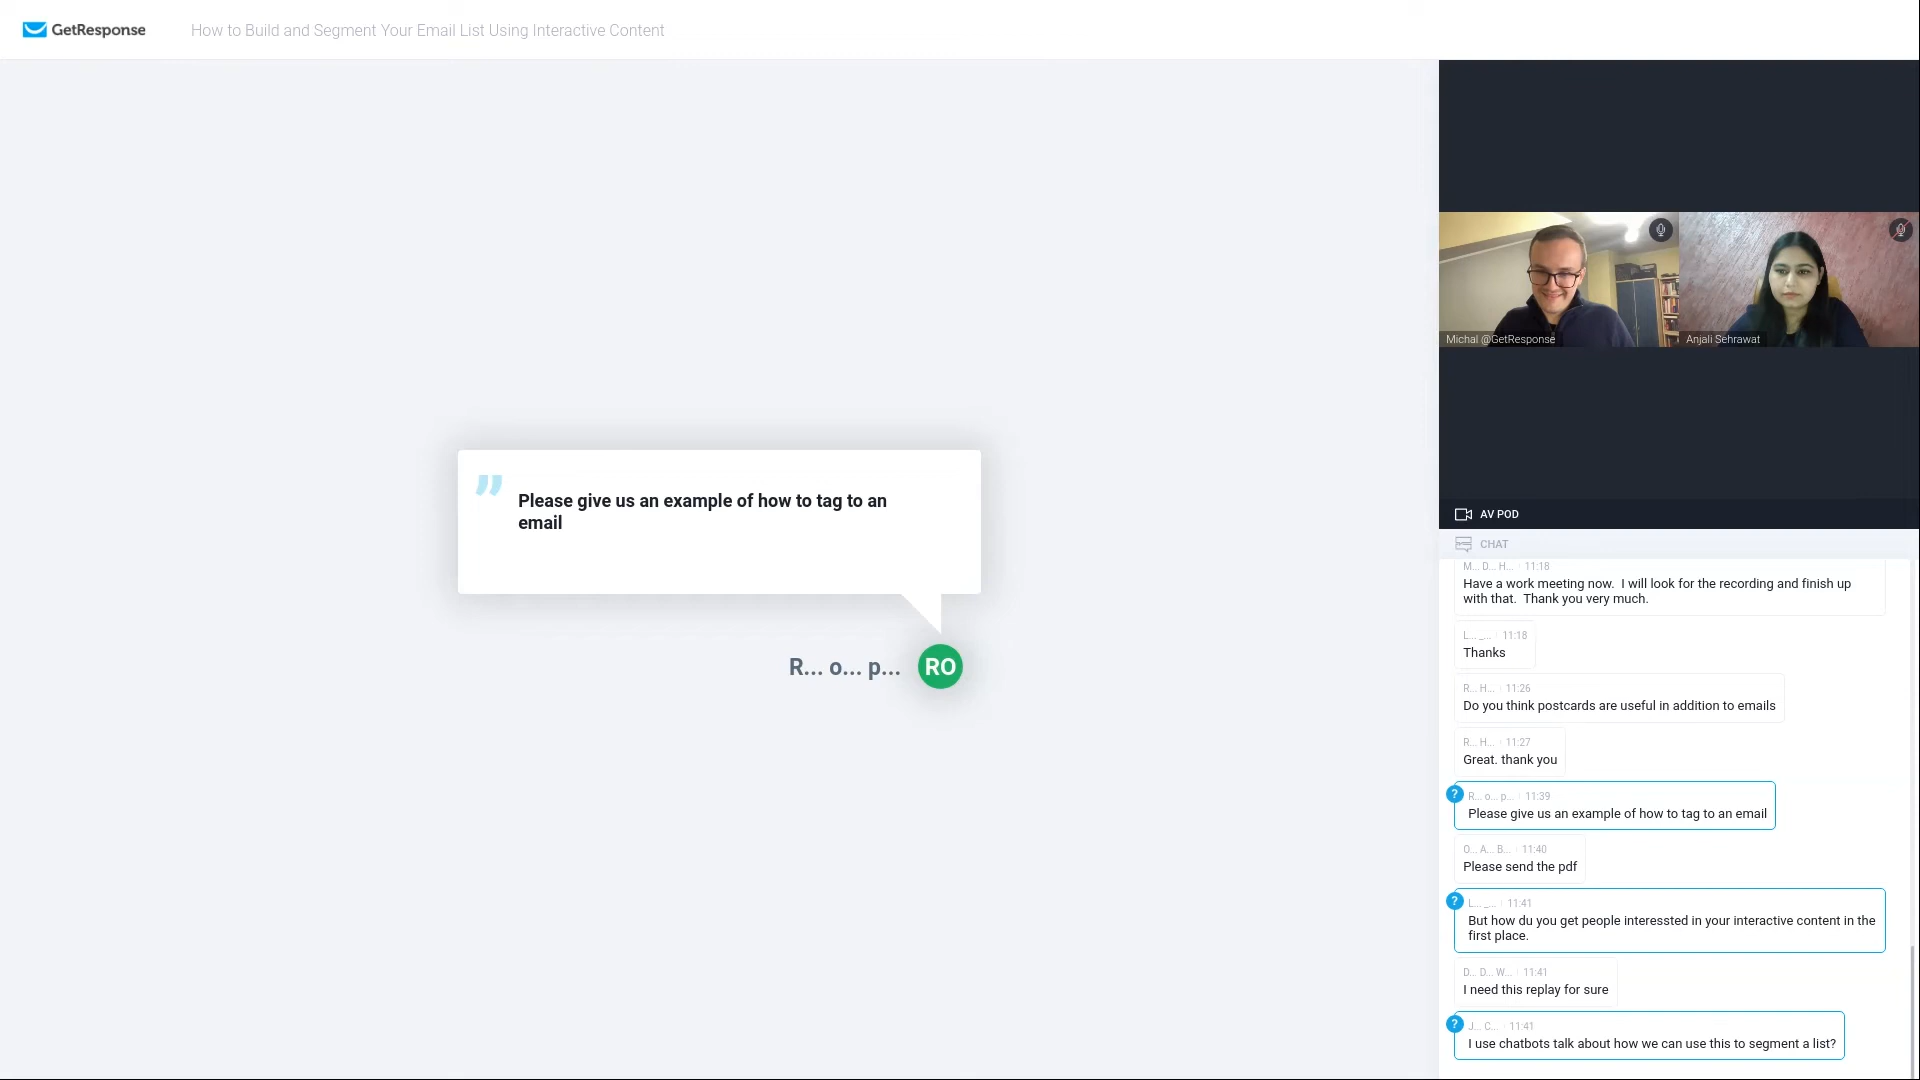 GetResponse
How to Build and Segment Your Email List Using Interactive Content
Please give us an example of how to tag to an
email
R... o... p...
RO
Michal @GetResponse
Anjali Sehrawat
AV POD
CHAT
M... D... H... 11:18
Have a work meeting now. I will look for the recording and finish up
with that. Thank you very much.
L... _... 11:18
Thanks
R... H... 11:26
Do you think postcards are useful in addition to emails
R... H... 11:27
Great. thank you
? R... o... p... 11:39
Please give us an example of how to tag to an email
O... A... B... 11:40
Please send the pdf
? L... _... 11:41
But how du you get people interessted in your interactive content in the
first place.
D... D... W... 11:41
I need this replay for sure
? J... C... 11:41
I use chatbots talk about how we can use this to segment a list?